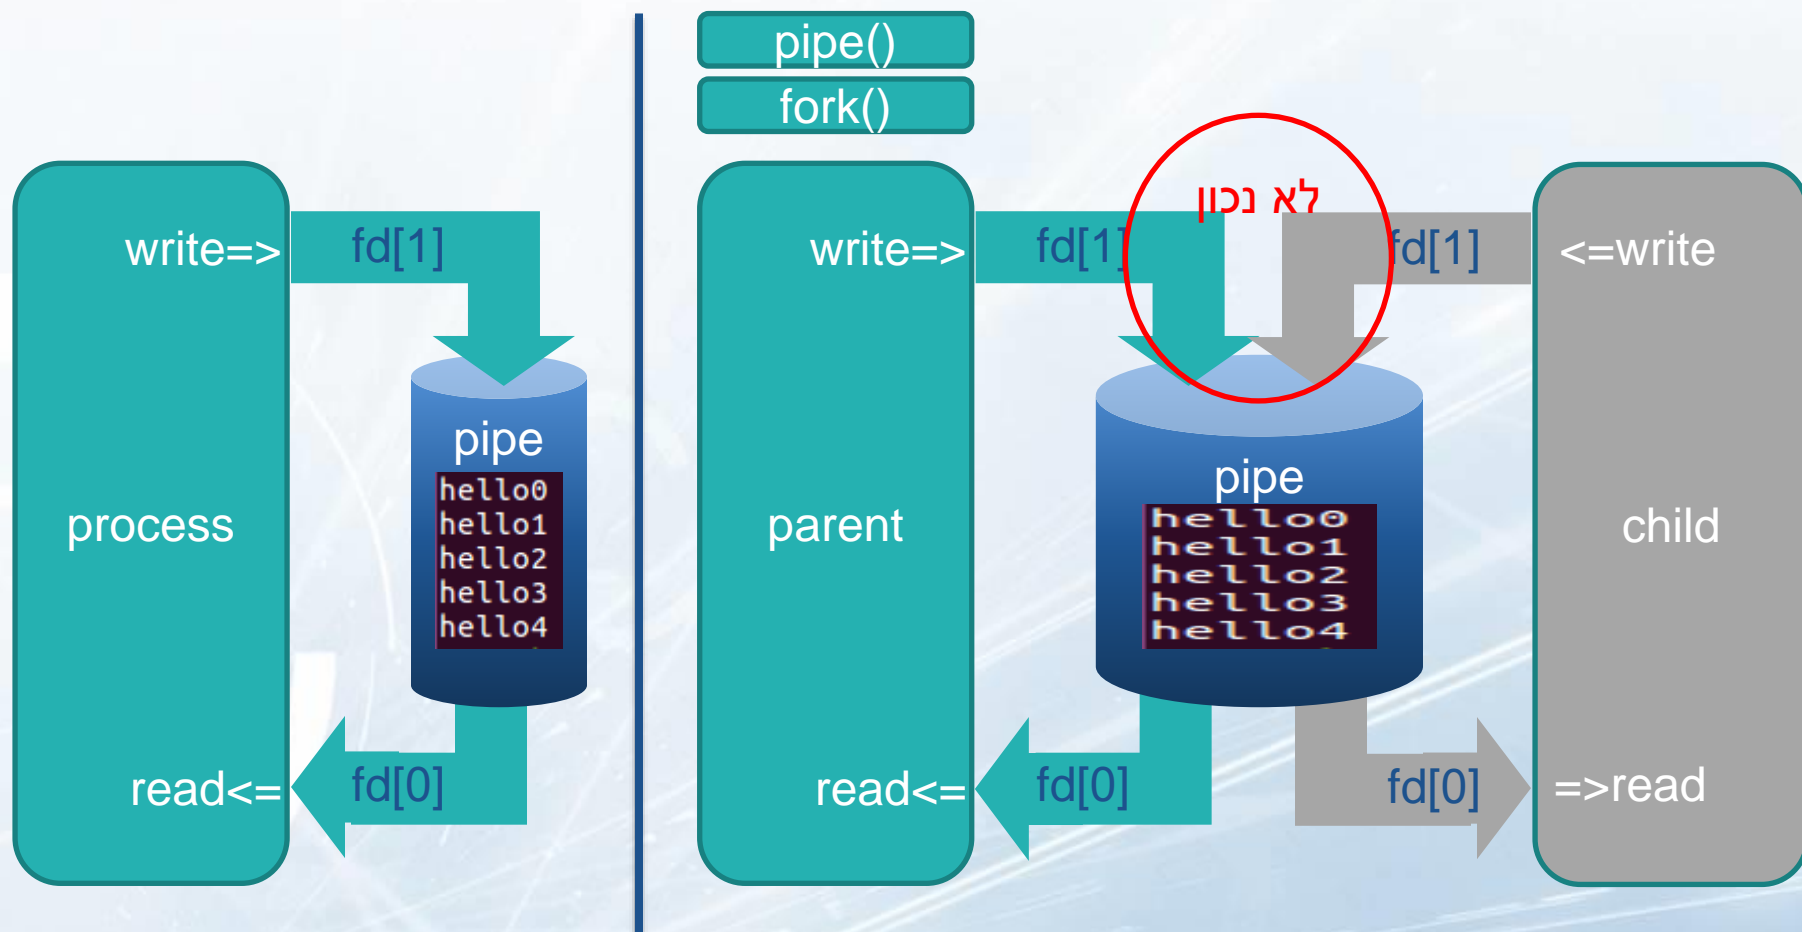 write=>
fd[1]
pipe
hello0
hello1
hello2
hello3
hello4
process
read<=
fd[0]
pipe()
fork()
לא נכון
write=>
fd[1]
fd[1]
<=write
pipe
hello0
hello1
hello2
hello3
hello4
parent
child
read<=
fd[0]
fd[0]
=>read